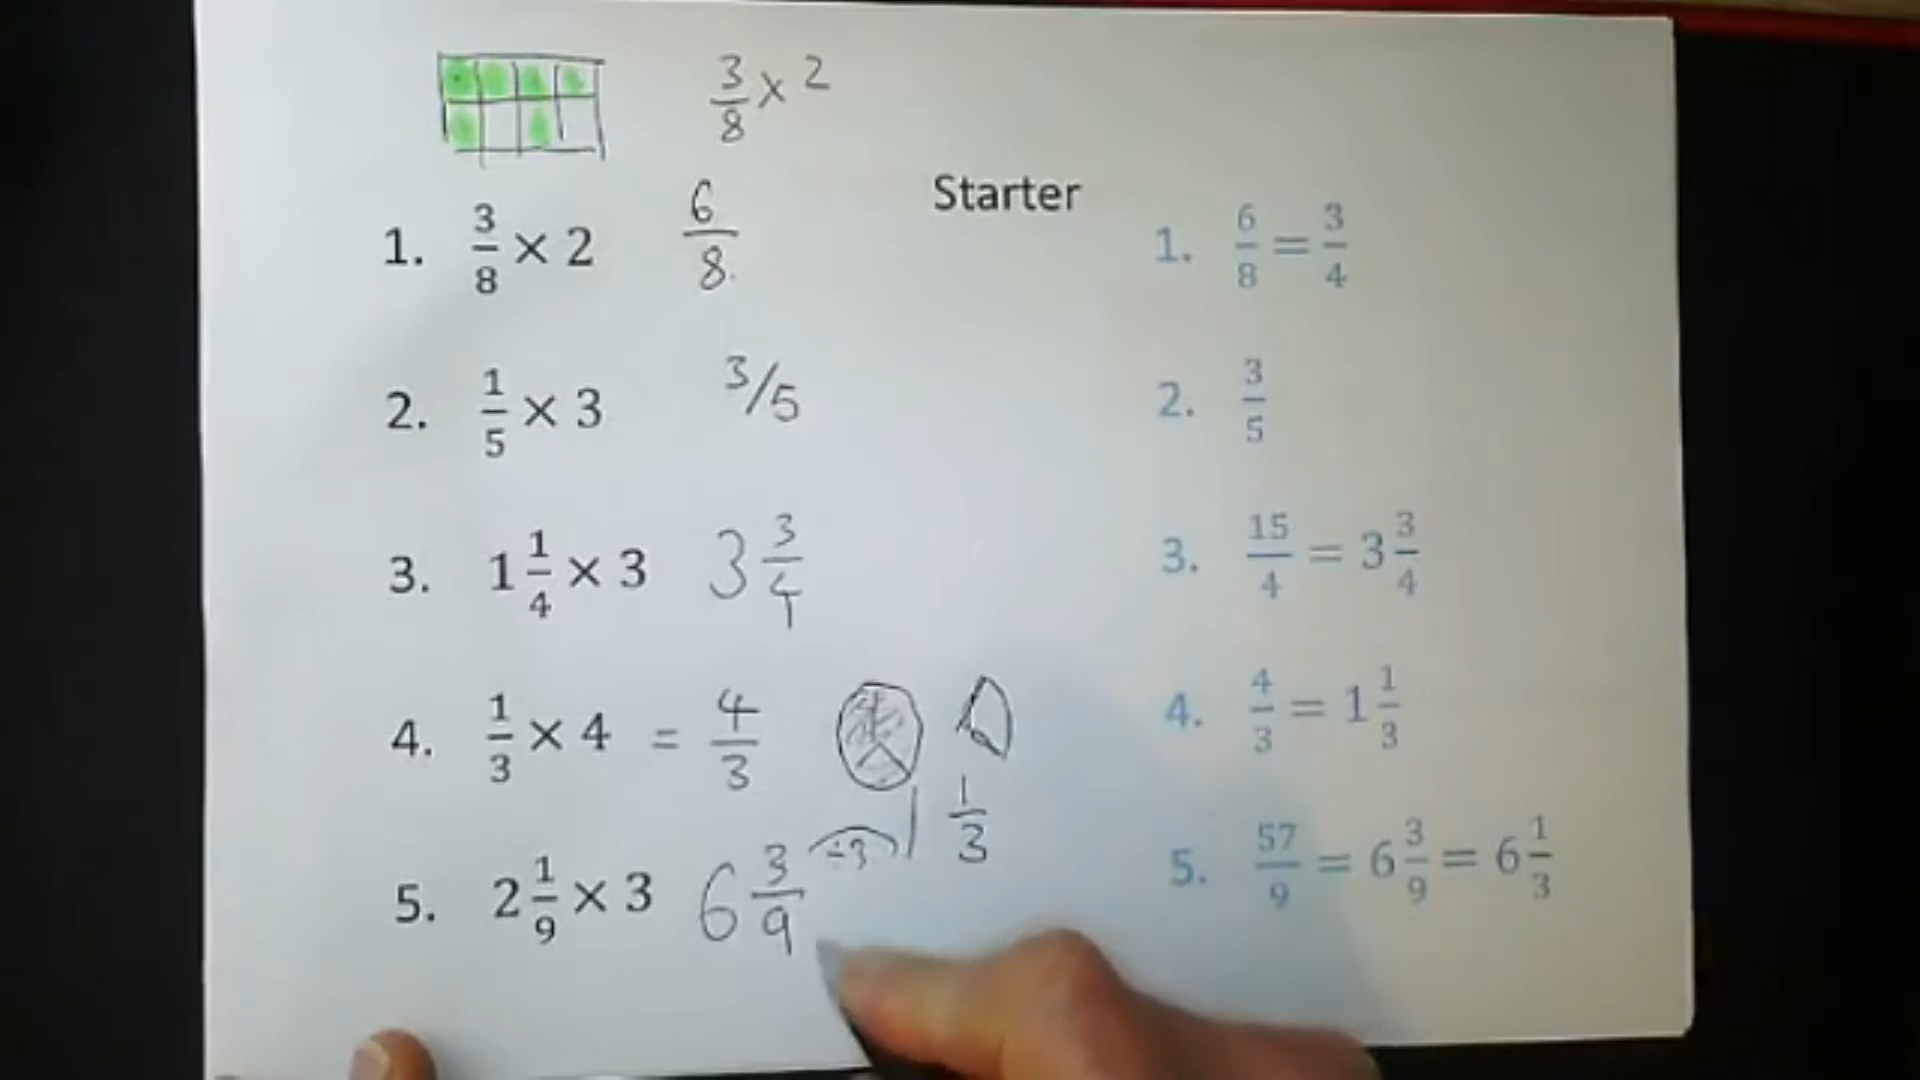 3/8 × 2
Starter
1. 3/8 × 2 6/8
1. 6/8 = 3/4
2. 1/5 × 3 3/5
2. 3/5
3. 1 1/4 × 3 3 3/4
3. 15/4 = 3 3/4
4. 1/3 × 4 = 4/3
1 1/3
4. 4/3 = 1 1/3
5. 2 1/9 × 3 6 3/9 ÷3
5. 57/9 = 6 3/9 = 6 1/3